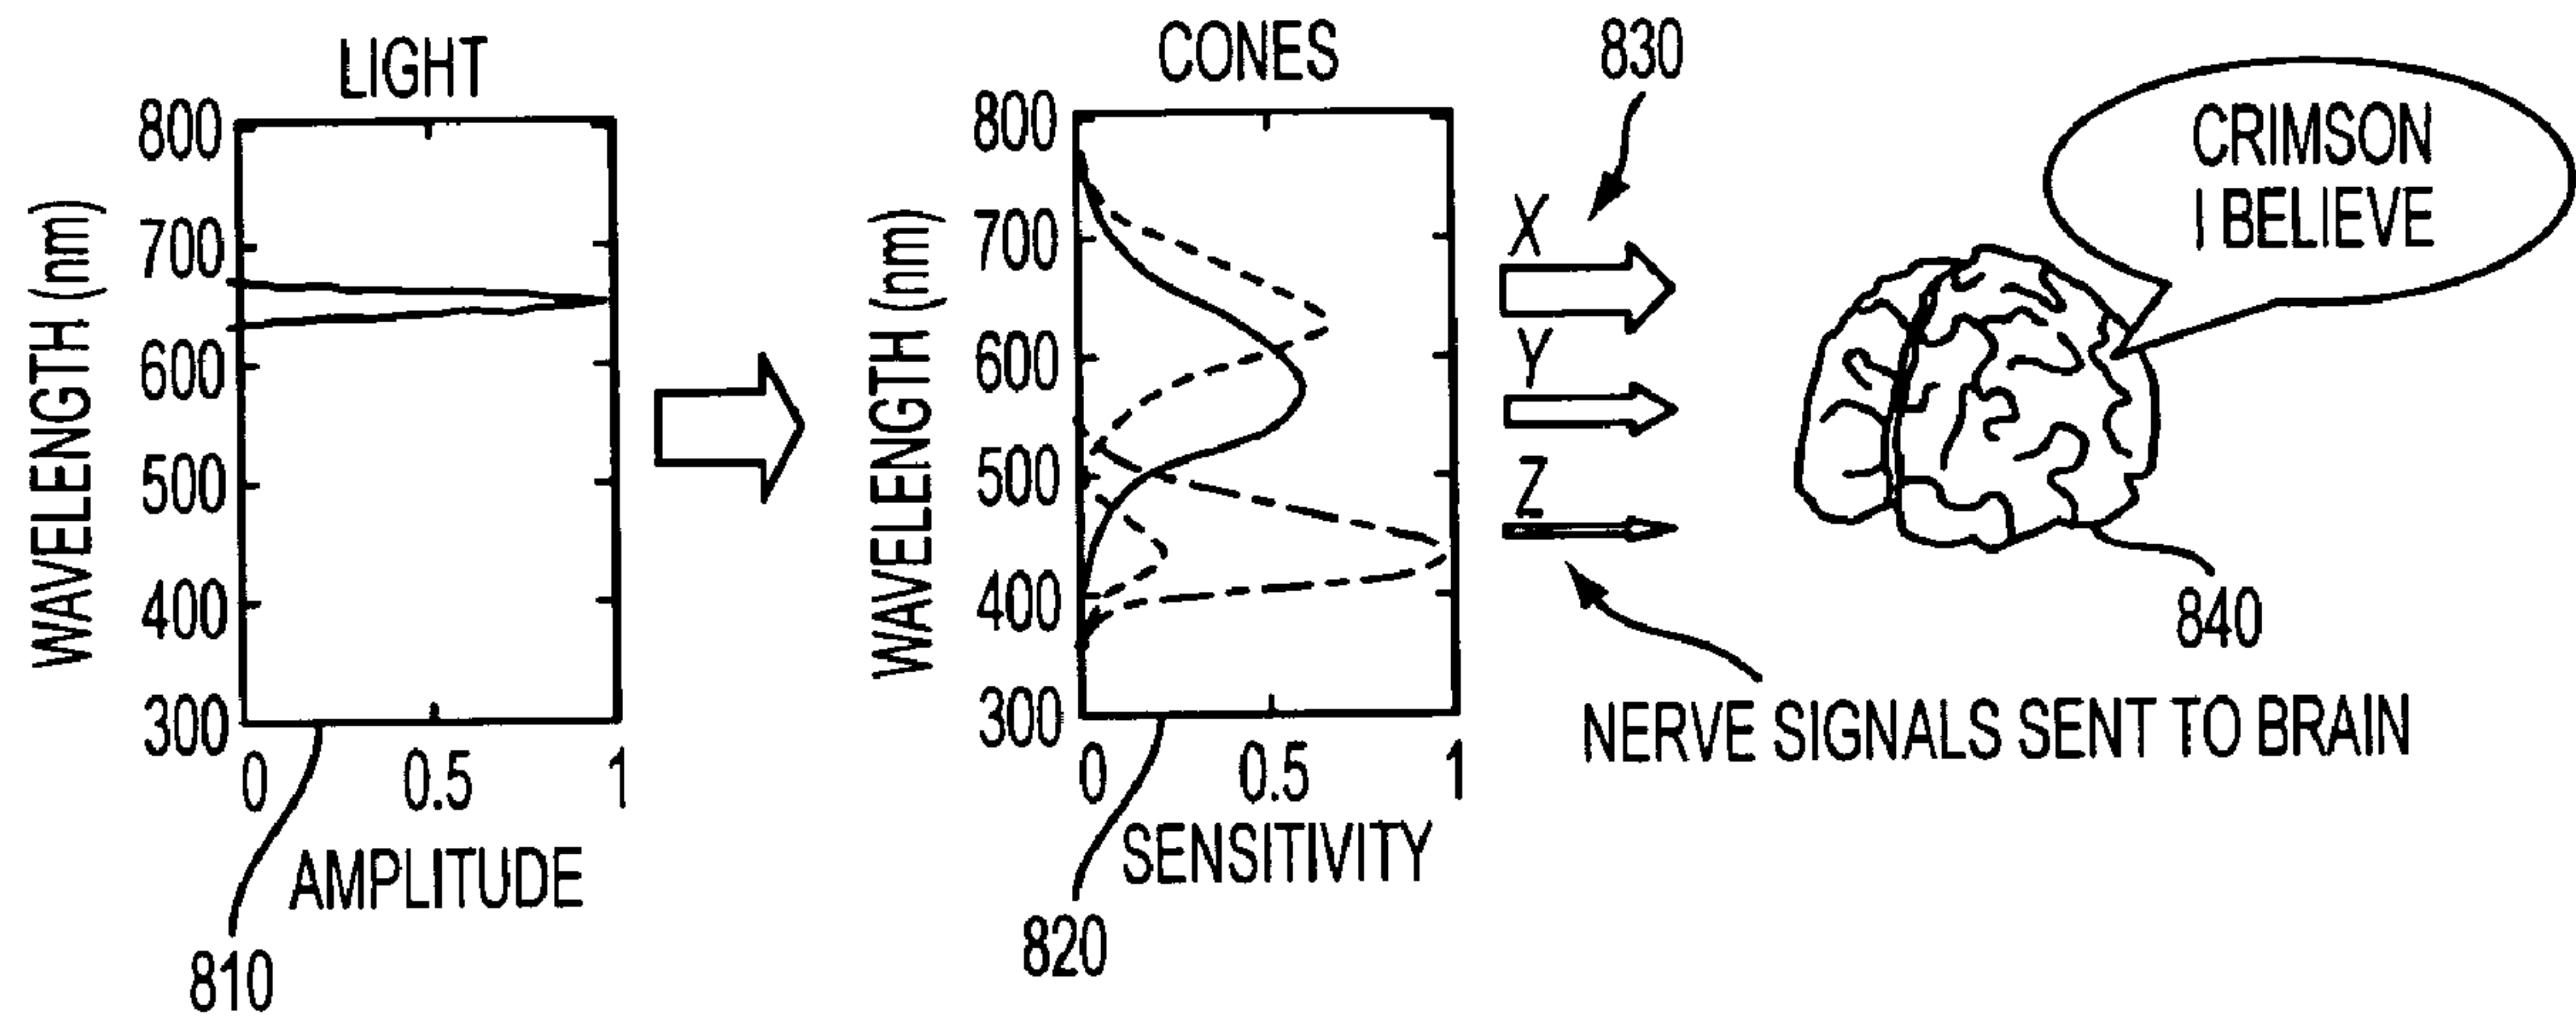 LIGHT
WAVELENGTH (nm)
800
700
600
500
400
300
0 0.5 1
AMPLITUDE
810
CONES
WAVELENGTH (nm)
800
700
600
500
400
300
0 0.5 1
SENSITIVITY
820
830
X
Y
Z
NERVE SIGNALS SENT TO BRAIN
CRIMSON
I BELIEVE
840